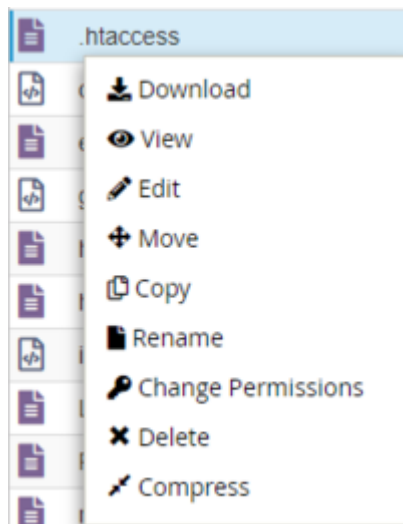 .htaccess
Download
View
Edit
Move
Copy
Rename
Change Permissions
Delete
Compress